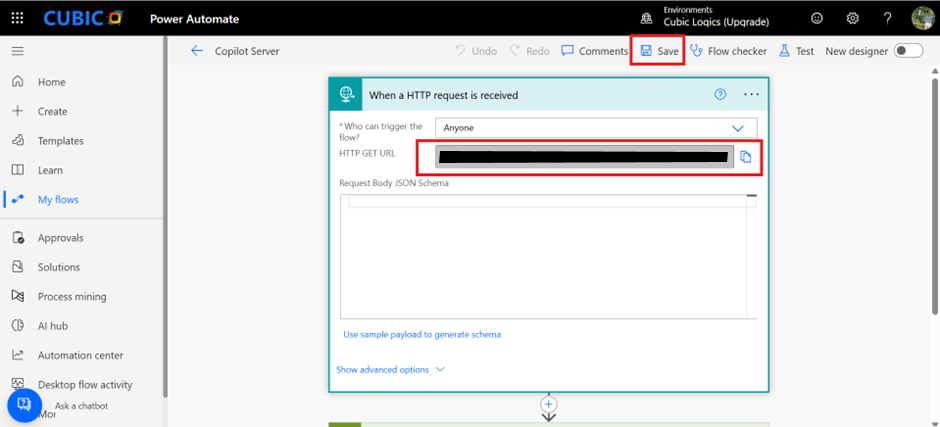 CUBIC
Power Automate
Environments
Cubic Logics (Upgrade)
Copilot Server
Undo
Redo
Comments
Save
Flow checker
Test
New designer
Home
Create
Templates
Learn
My flows
Approvals
Solutions
Process mining
AI hub
Automation center
Desktop flow activity
Mor
Ask a chatbot
When a HTTP request is received
* Who can trigger the
flow?
Anyone
HTTP GET URL
Request Body JSON Schema
Use sample payload to generate schema
Show advanced options